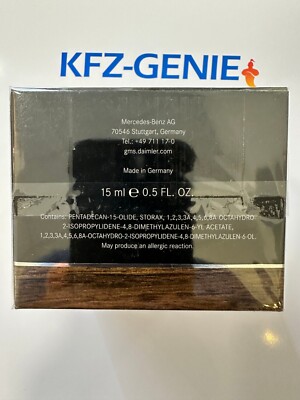 KFZ-GENIE
Mercedes-Benz AG
70546 Stuttgart, Germany
Tel.: +49 711 17-0
gms.daimler.com
Made in Germany
15 ml ℮ 0.5 FL. OZ.
Contains: PENTADECAN-15-OLIDE, STORAX, 1,2,3,3A,4,5,6,8A-OCTAHYDRO-
2-ISOPROPYLIDENE-4,8-DIMETHYLAZULEN-6-YL ACETATE,
1,2,3,3A,4,5,6,8A-OCTAHYDRO-2-ISOPROPYLIDENE-4,8-DIMETHYLAZULEN-6-OL.
May produce an allergic reaction.